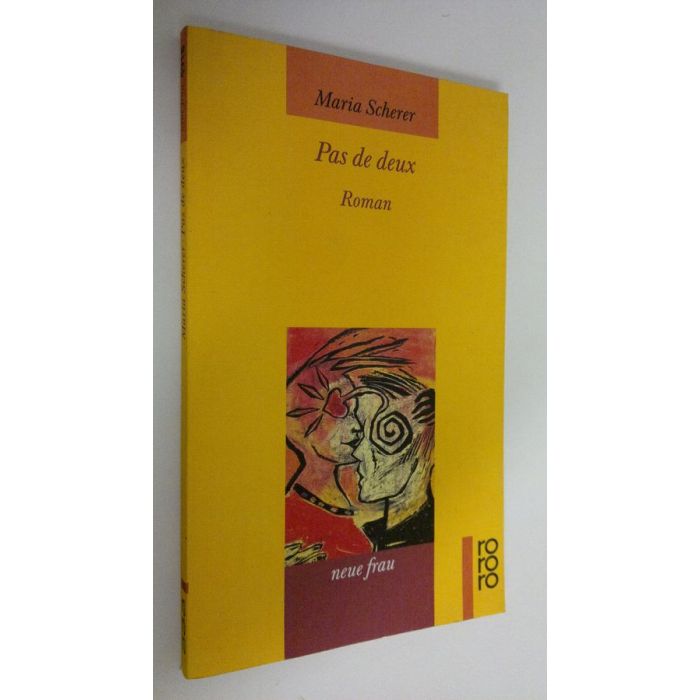 Maria Scherer
Pas de deux
Roman
neue frau
ro
ro
ro
Maria Scherer Pas de deux